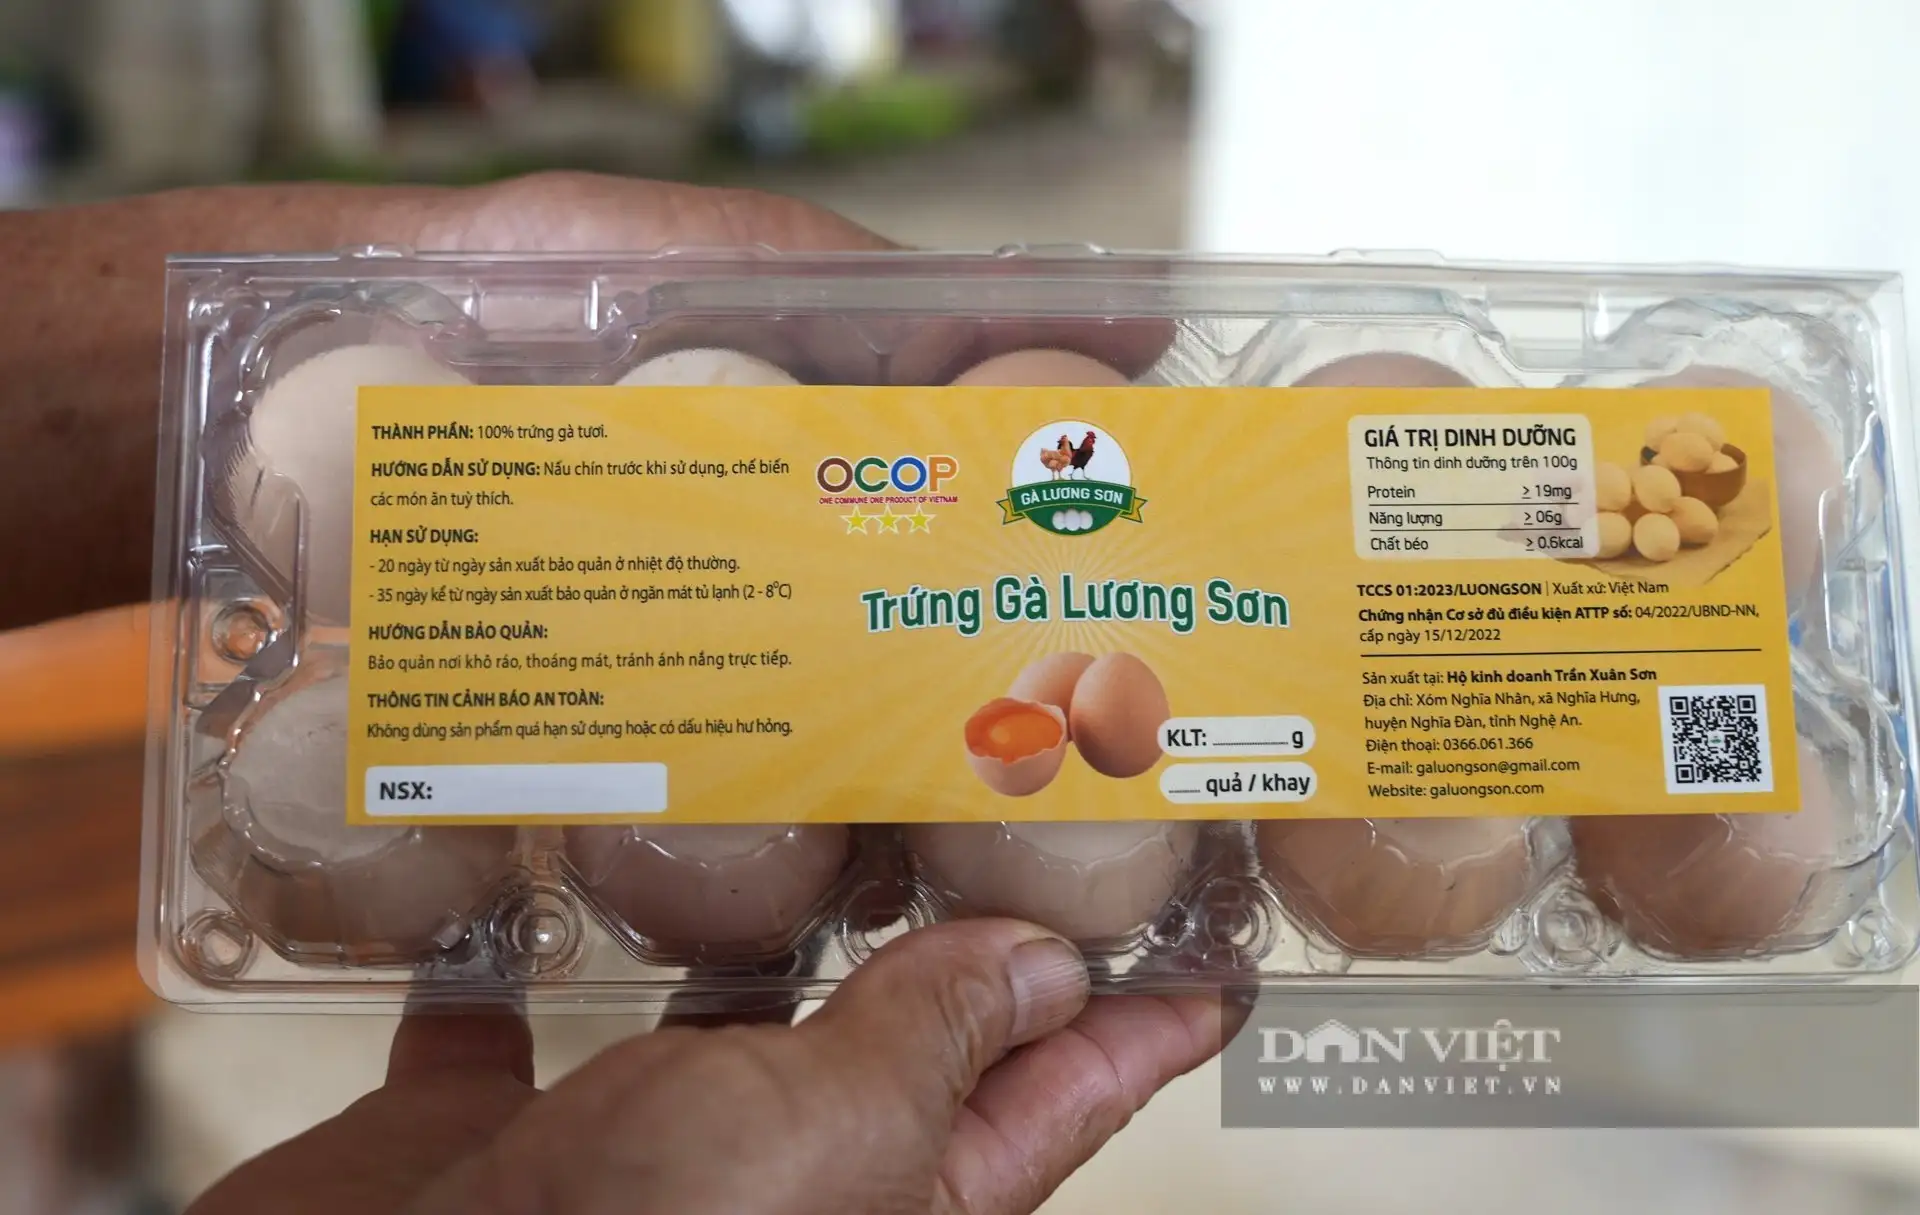 THÀNH PHẦN: 100% trứng gà tươi.
HƯỚNG DẪN SỬ DỤNG: Nấu chín trước khi sử dụng, chế biến
các món ăn tuỳ thích.
HẠN SỬ DỤNG:
- 20 ngày từ ngày sản xuất bảo quản ở nhiệt độ thường.
- 35 ngày kể từ ngày sản xuất bảo quản ở ngăn mát tủ lạnh (2 - 8⁰C)
HƯỚNG DẪN BẢO QUẢN:
Bảo quản nơi khô ráo, thoáng mát, tránh ánh nắng trực tiếp.
THÔNG TIN CẢNH BÁO AN TOÀN:
Không dùng sản phẩm quá hạn sử dụng hoặc có dấu hiệu hư hỏng.
NSX:
OCOP
ONE COMMUNE ONE PRODUCT OF VIETNAM
GÀ LƯƠNG SƠN
Trứng Gà Lương Sơn
KLT: ............... g
....... quả / khay
GIÁ TRỊ DINH DƯỠNG
Thông tin dinh dưỡng trên 100g
Protein ≥ 19mg
Năng lượng ≥ 06g
Chất béo ≥ 0.6kcal
TCCS 01:2023/LUONGSON | Xuất xứ: Việt Nam
Chứng nhận Cơ sở đủ điều kiện ATTP số: 04/2022/UBND-NN,
cấp ngày 15/12/2022
Sản xuất tại: Hộ kinh doanh Trần Xuân Sơn
Địa chỉ: Xóm Nghĩa Nhân, xã Nghĩa Hưng,
huyện Nghĩa Đàn, tỉnh Nghệ An.
Điện thoại: 0366.061.366
E-mail: galuongson@gmail.com
Website: galuongson.com
DÂN VIỆT
WWW.DANVIET.VN